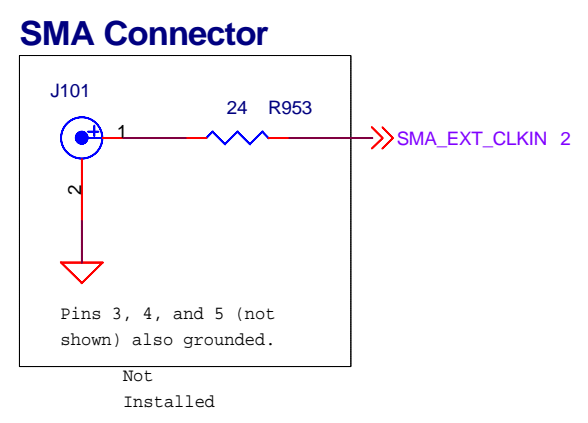 SMA Connector
J101
24 R953
1
SMA_EXT_CLKIN 2
2
Pins 3, 4, and 5 (not
shown) also grounded.
Not
Installed